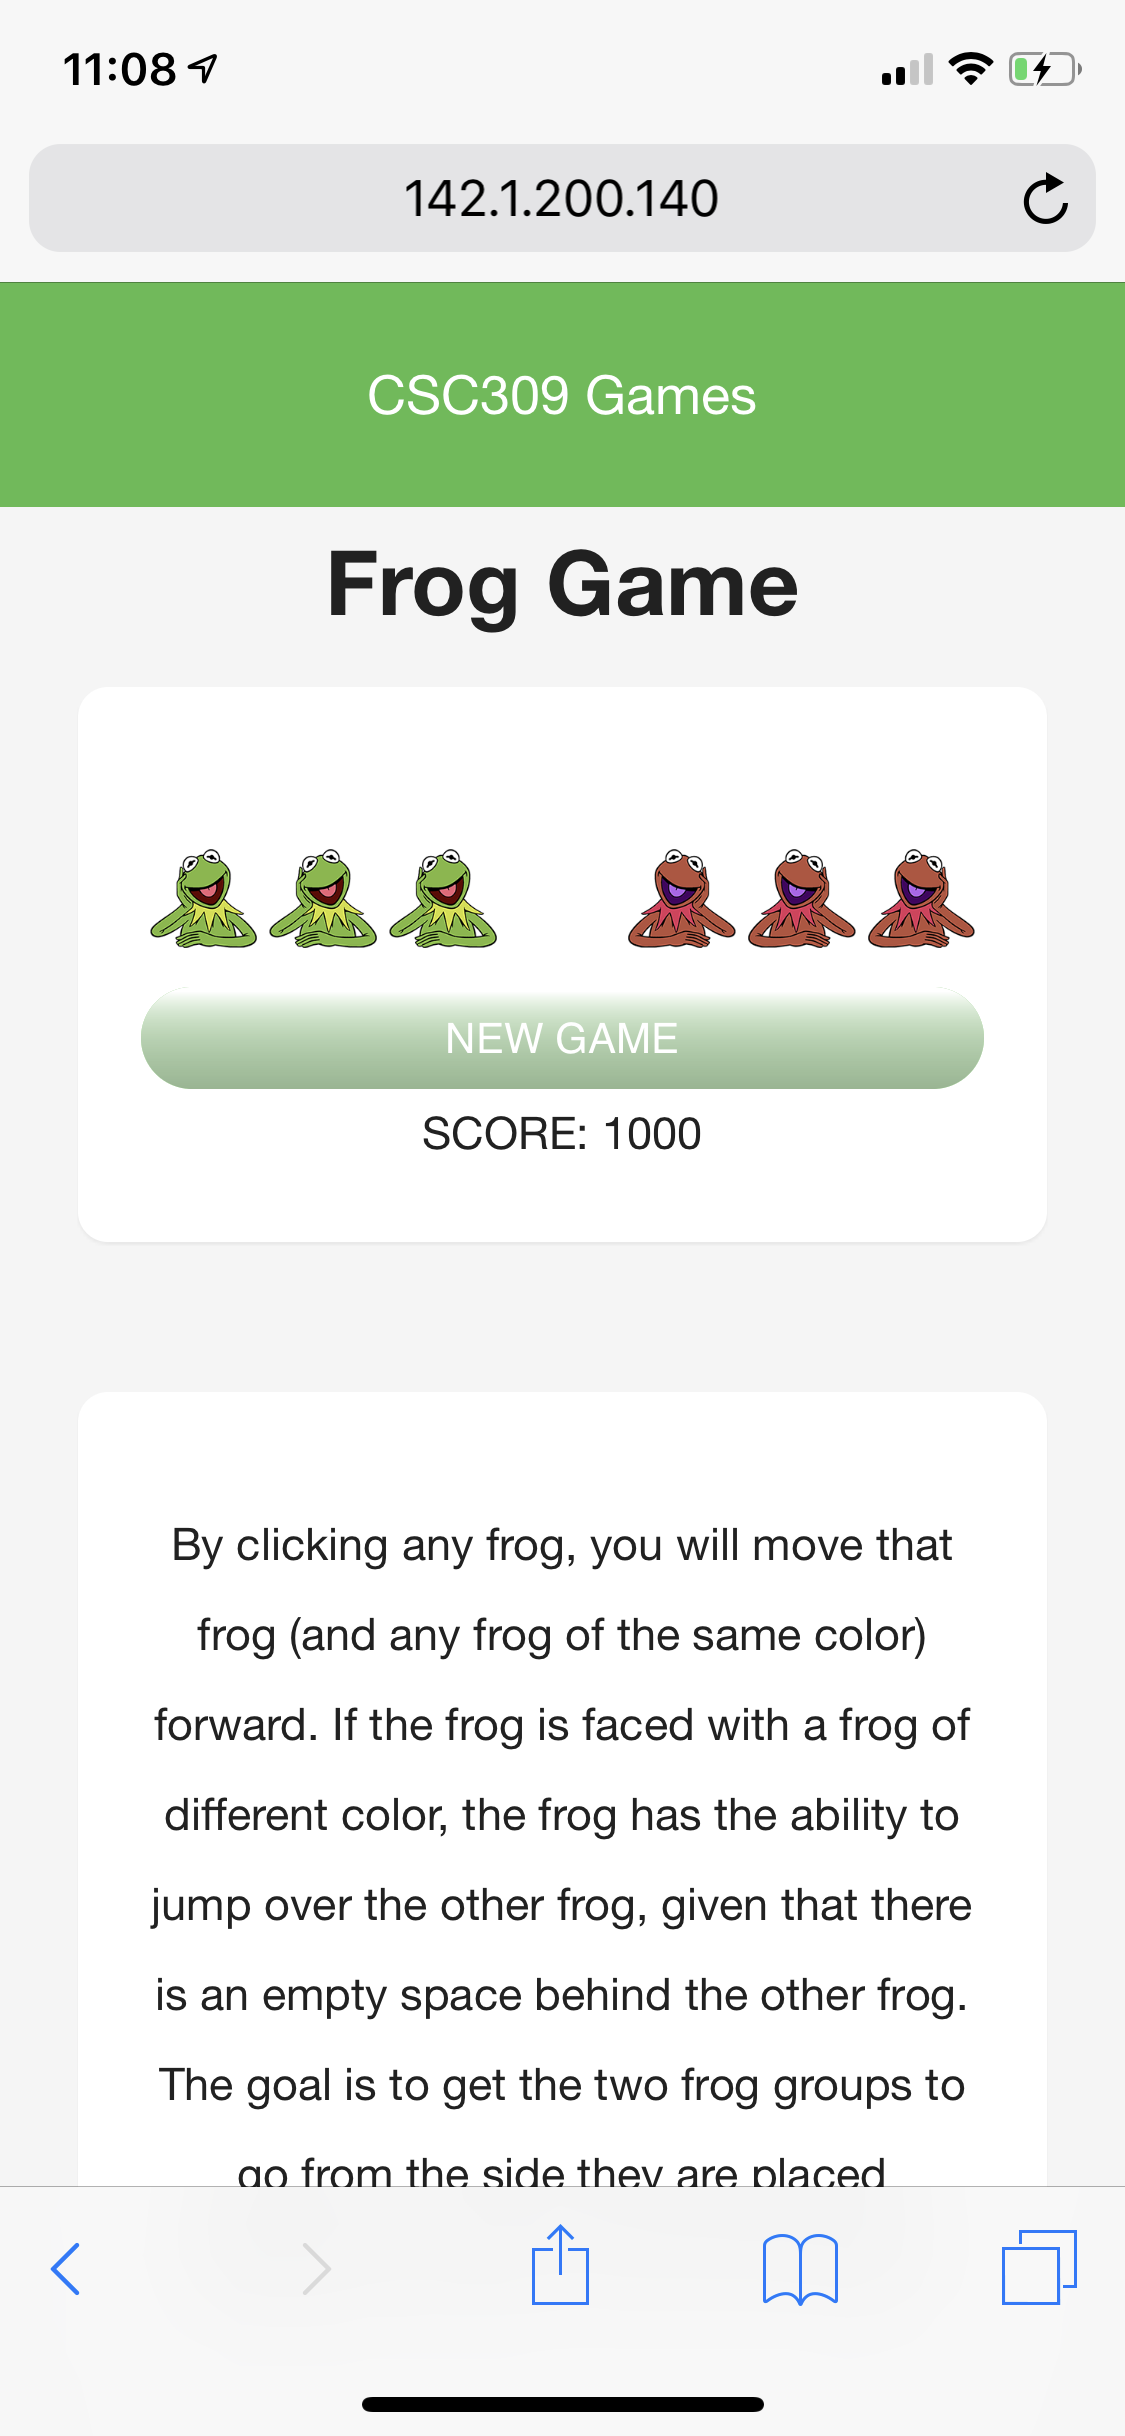 11:08
142.1.200.140
CSC309 Games
Frog Game
NEW GAME
SCORE: 1000
By clicking any frog, you will move that
frog (and any frog of the same color)
forward. If the frog is faced with a frog of
different color, the frog has the ability to
jump over the other frog, given that there
is an empty space behind the other frog.
The goal is to get the two frog groups to
go from the side they are placed